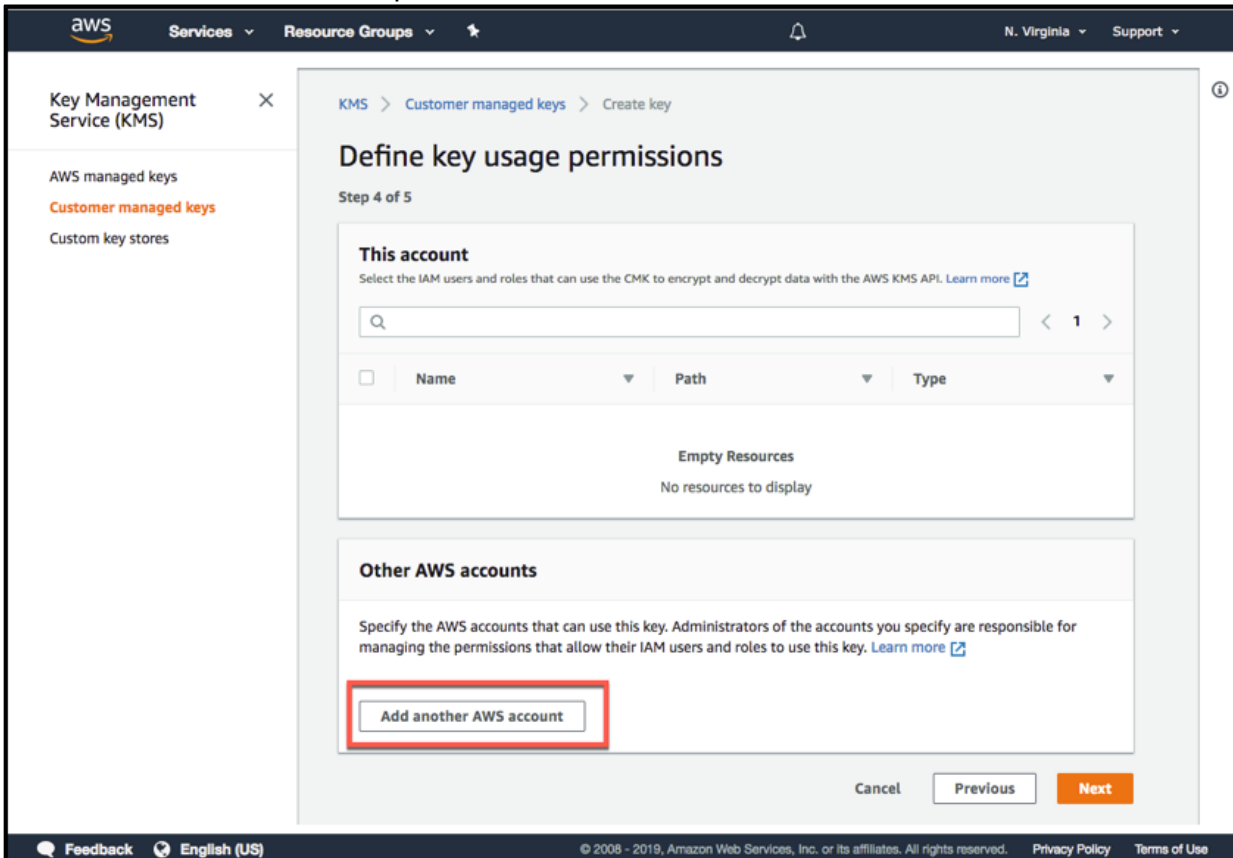 aws
Services
Resource Groups
N. Virginia
Support
Key Management
Service (KMS)
AWS managed keys
Customer managed keys
Custom key stores
KMS > Customer managed keys > Create key
Define key usage permissions
Step 4 of 5
This account
Select the IAM users and roles that can use the CMK to encrypt and decrypt data with the AWS KMS API. Learn more
< 1 >
Name
Path
Type
Empty Resources
No resources to display
Other AWS accounts
Specify the AWS accounts that can use this key. Administrators of the accounts you specify are responsible for
managing the permissions that allow their IAM users and roles to use this key. Learn more
Add another AWS account
Cancel
Previous
Next
Feedback
English (US)
© 2008 - 2019, Amazon Web Services, Inc. or its affiliates. All rights reserved.
Privacy Policy
Terms of Use